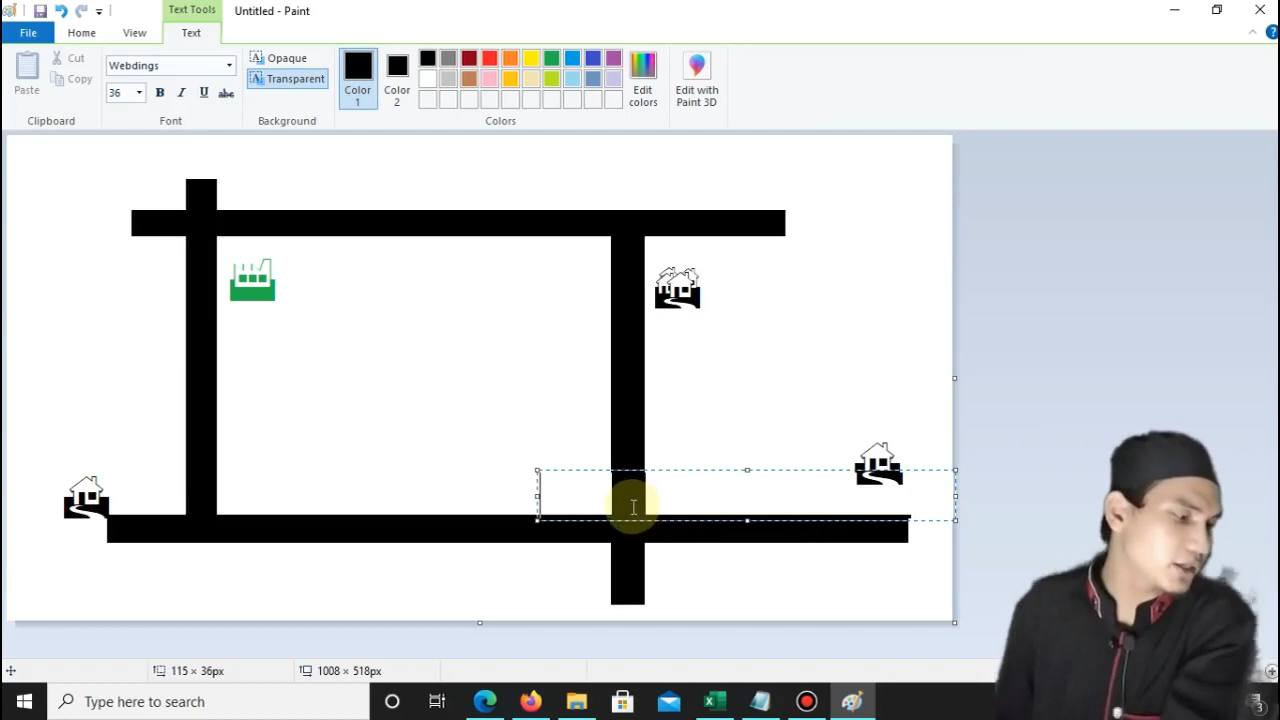 Text Tools
Untitled - Paint
File
Home
View
Text
Paste
Cut
Copy
Clipboard
Webdings
36
B
I
U
abc
Font
Opaque
Transparent
Background
Color
1
Color
2
Edit
colors
Colors
Edit with
Paint 3D
115 × 36px
1008 × 518px
Type here to search
3